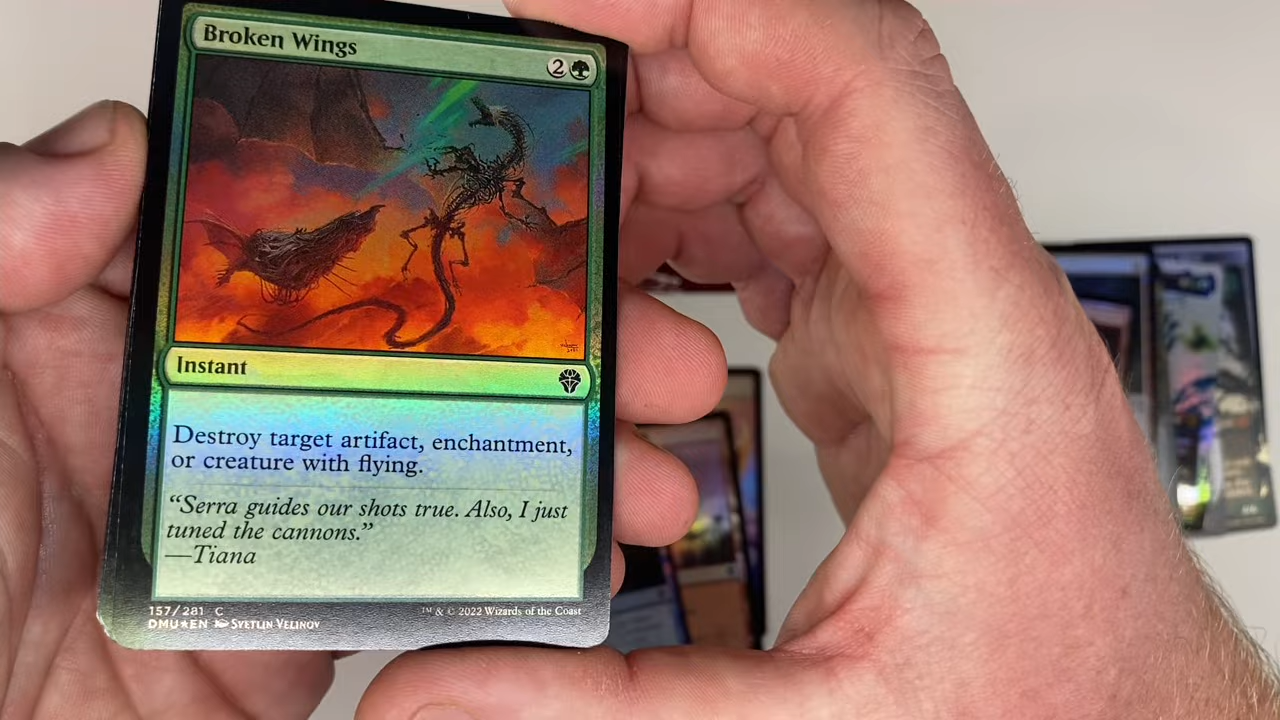 Broken Wings
2
Instant
Destroy target artifact, enchantment,
or creature with flying.
“Serra guides our shots true. Also, I just
tuned the cannons.”
—Tiana
157/281 C
™ & © 2022 Wizards of the Coast
DMU★EN Svetlin Velinov